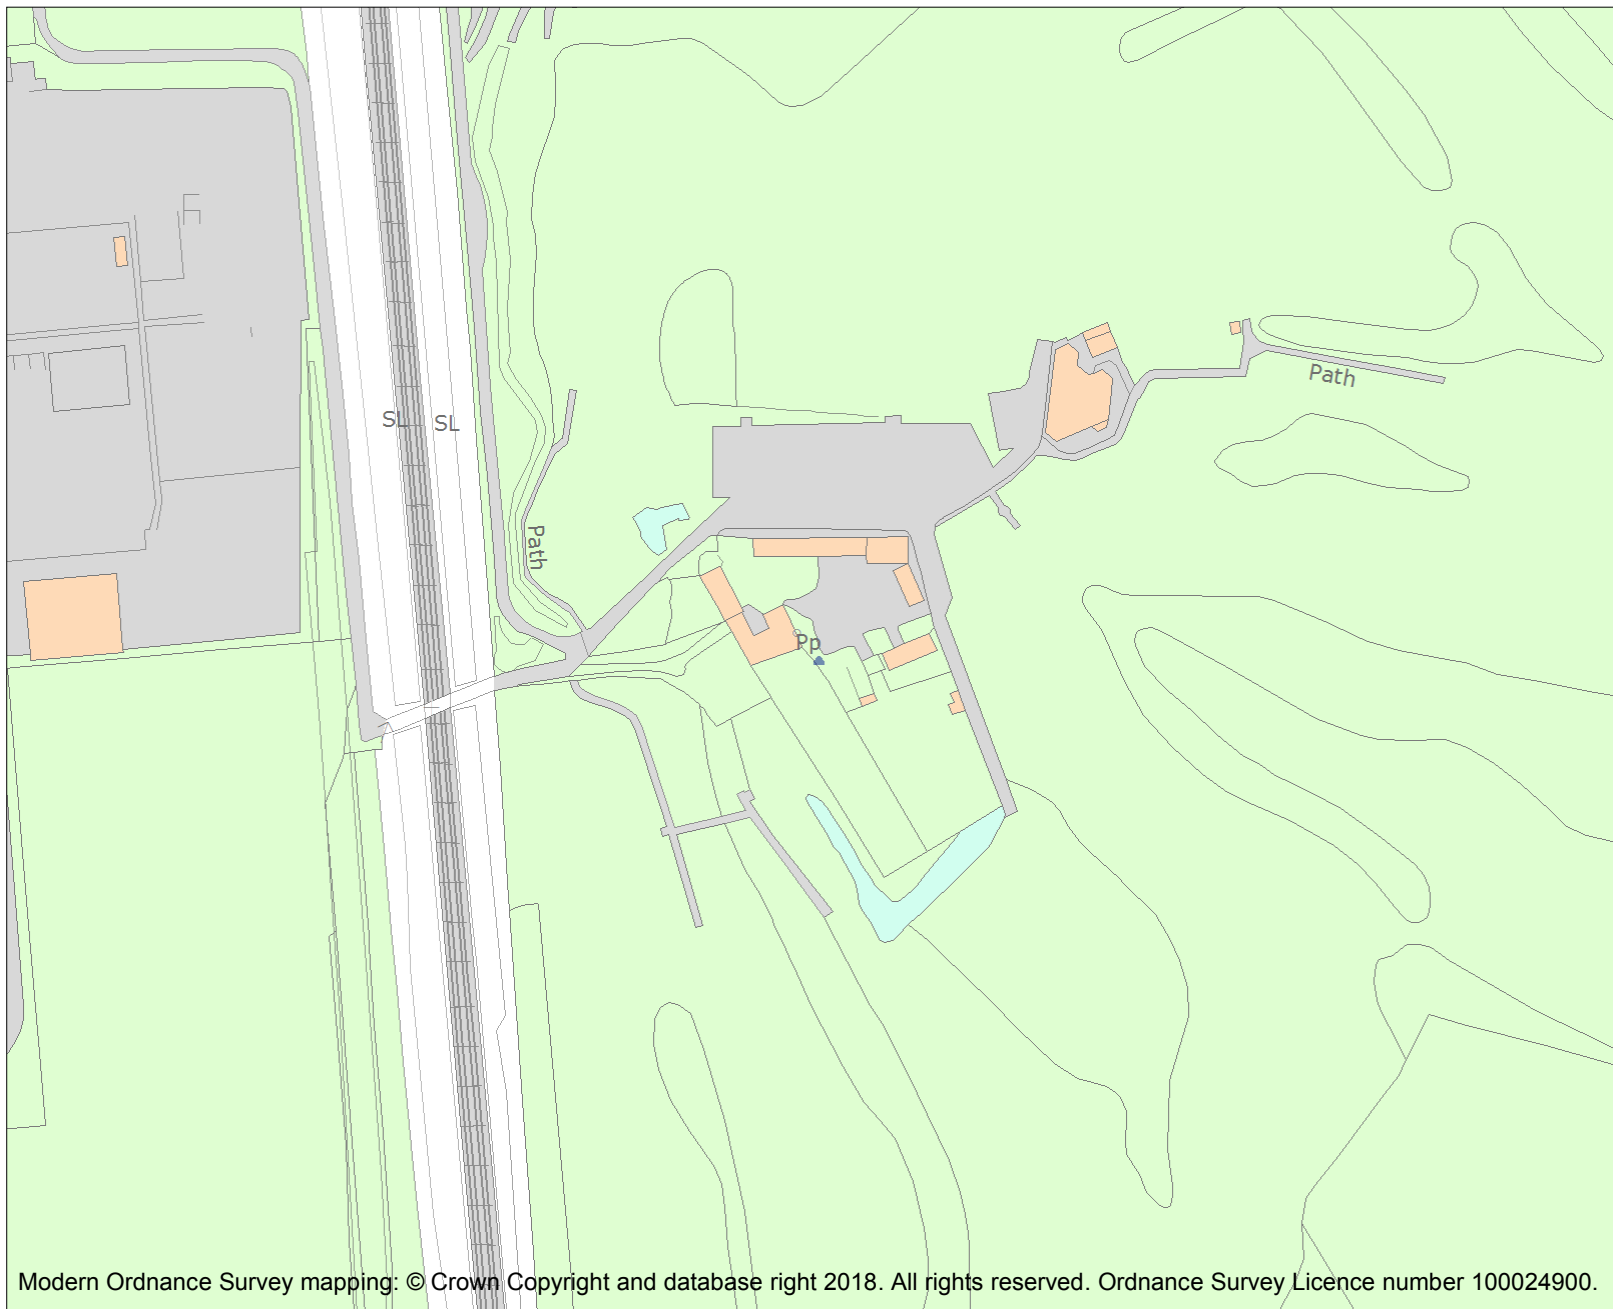 Path
SL SL
Path
Pp
Modern Ordnance Survey mapping: © Crown Copyright and database right 2018. All rights reserved. Ordnance Survey Licence number 100024900.